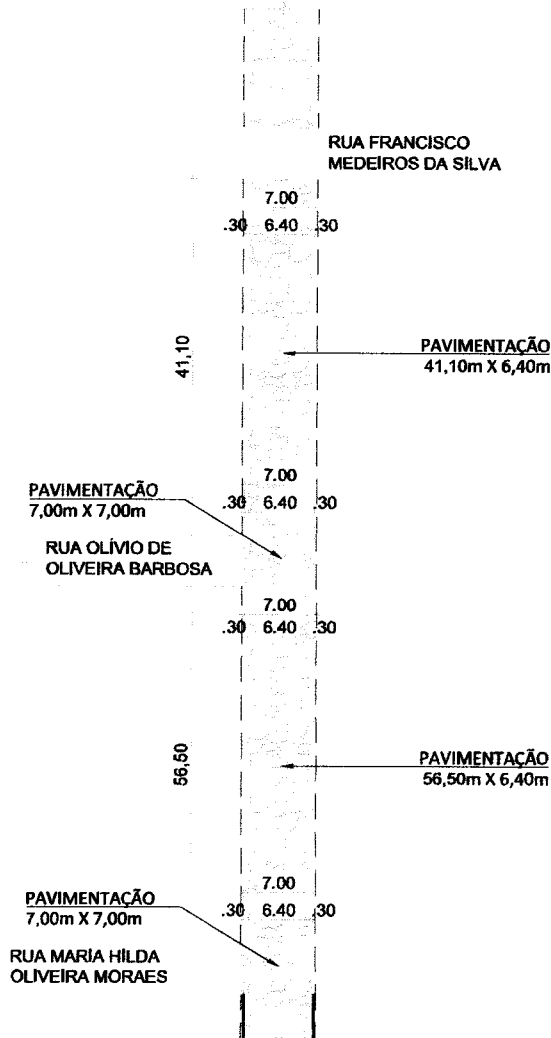 RUA FRANCISCO
MEDEIROS DA SILVA
7.00
.30 6.40 .30
41,10
PAVIMENTAÇÃO
41,10m X 6,40m
7.00
.30 6.40 .30
PAVIMENTAÇÃO
7,00m X 7,00m
RUA OLÍVIO DE
OLIVEIRA BARBOSA
7.00
.30 6.40 .30
56,50
PAVIMENTAÇÃO
56,50m X 6,40m
7.00
.30 6.40 .30
PAVIMENTAÇÃO
7,00m X 7,00m
RUA MARIA HILDA
OLIVEIRA MORAES